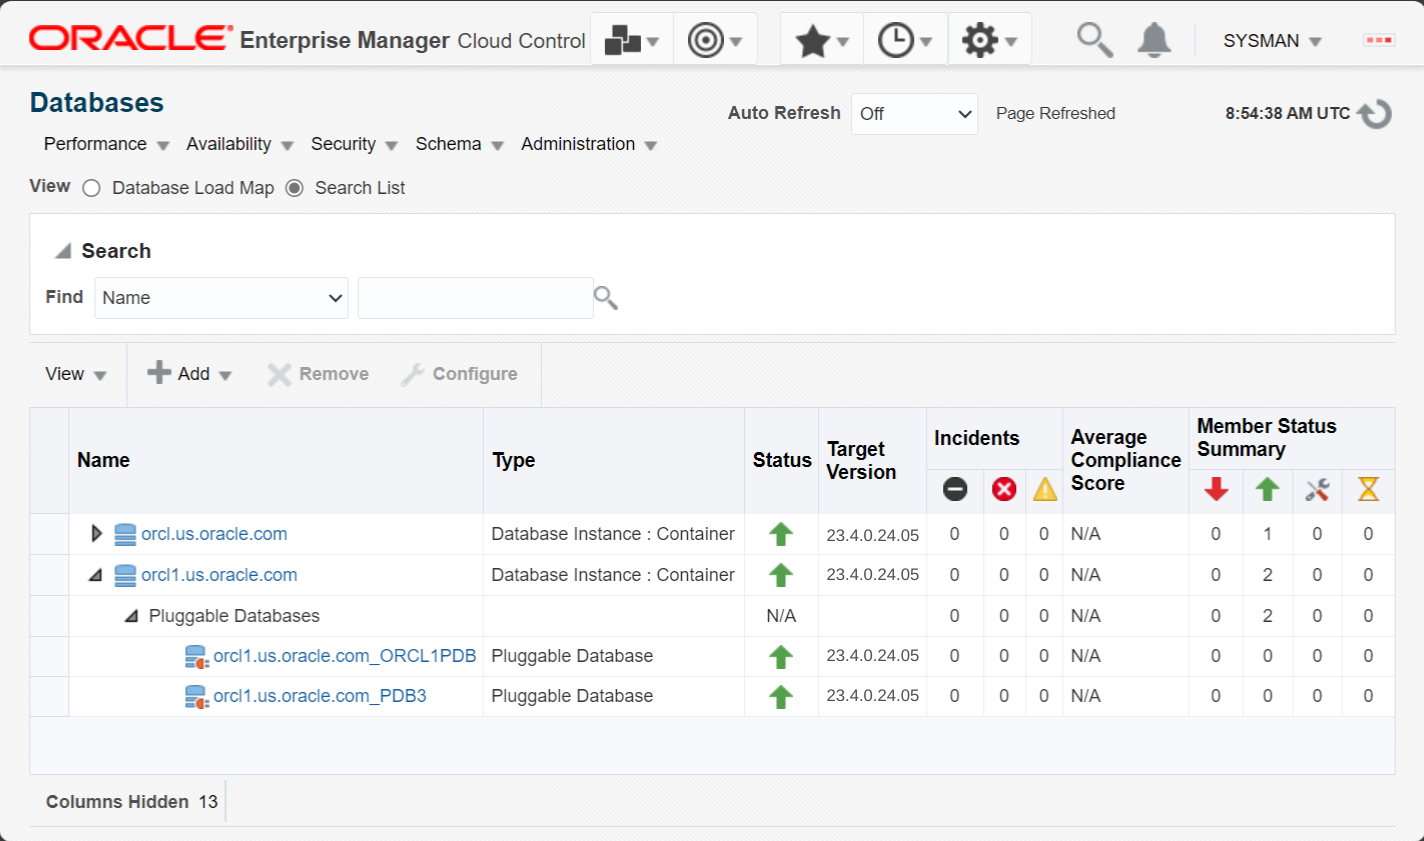 ORACLE Enterprise Manager Cloud Control SYSMAN
Databases
Auto Refresh Off Page Refreshed 8:54:38 AM UTC
Performance Availability Security Schema Administration
View Database Load Map Search List
Search
Find Name
View Add Remove Configure
Name Type Status Target Version Incidents Average Compliance Score Member Status Summary
orcl.us.oracle.com Database Instance : Container 23.4.0.24.05 0 0 0 N/A 0 1 0 0
orcl1.us.oracle.com Database Instance : Container 23.4.0.24.05 0 0 0 N/A 0 2 0 0
Pluggable Databases N/A 0 0 0 N/A 0 2 0 0
orcl1.us.oracle.com_ORCL1PDB Pluggable Database 23.4.0.24.05 0 0 0 N/A 0 0 0 0
orcl1.us.oracle.com_PDB3 Pluggable Database 23.4.0.24.05 0 0 0 N/A 0 0 0 0
Columns Hidden 13